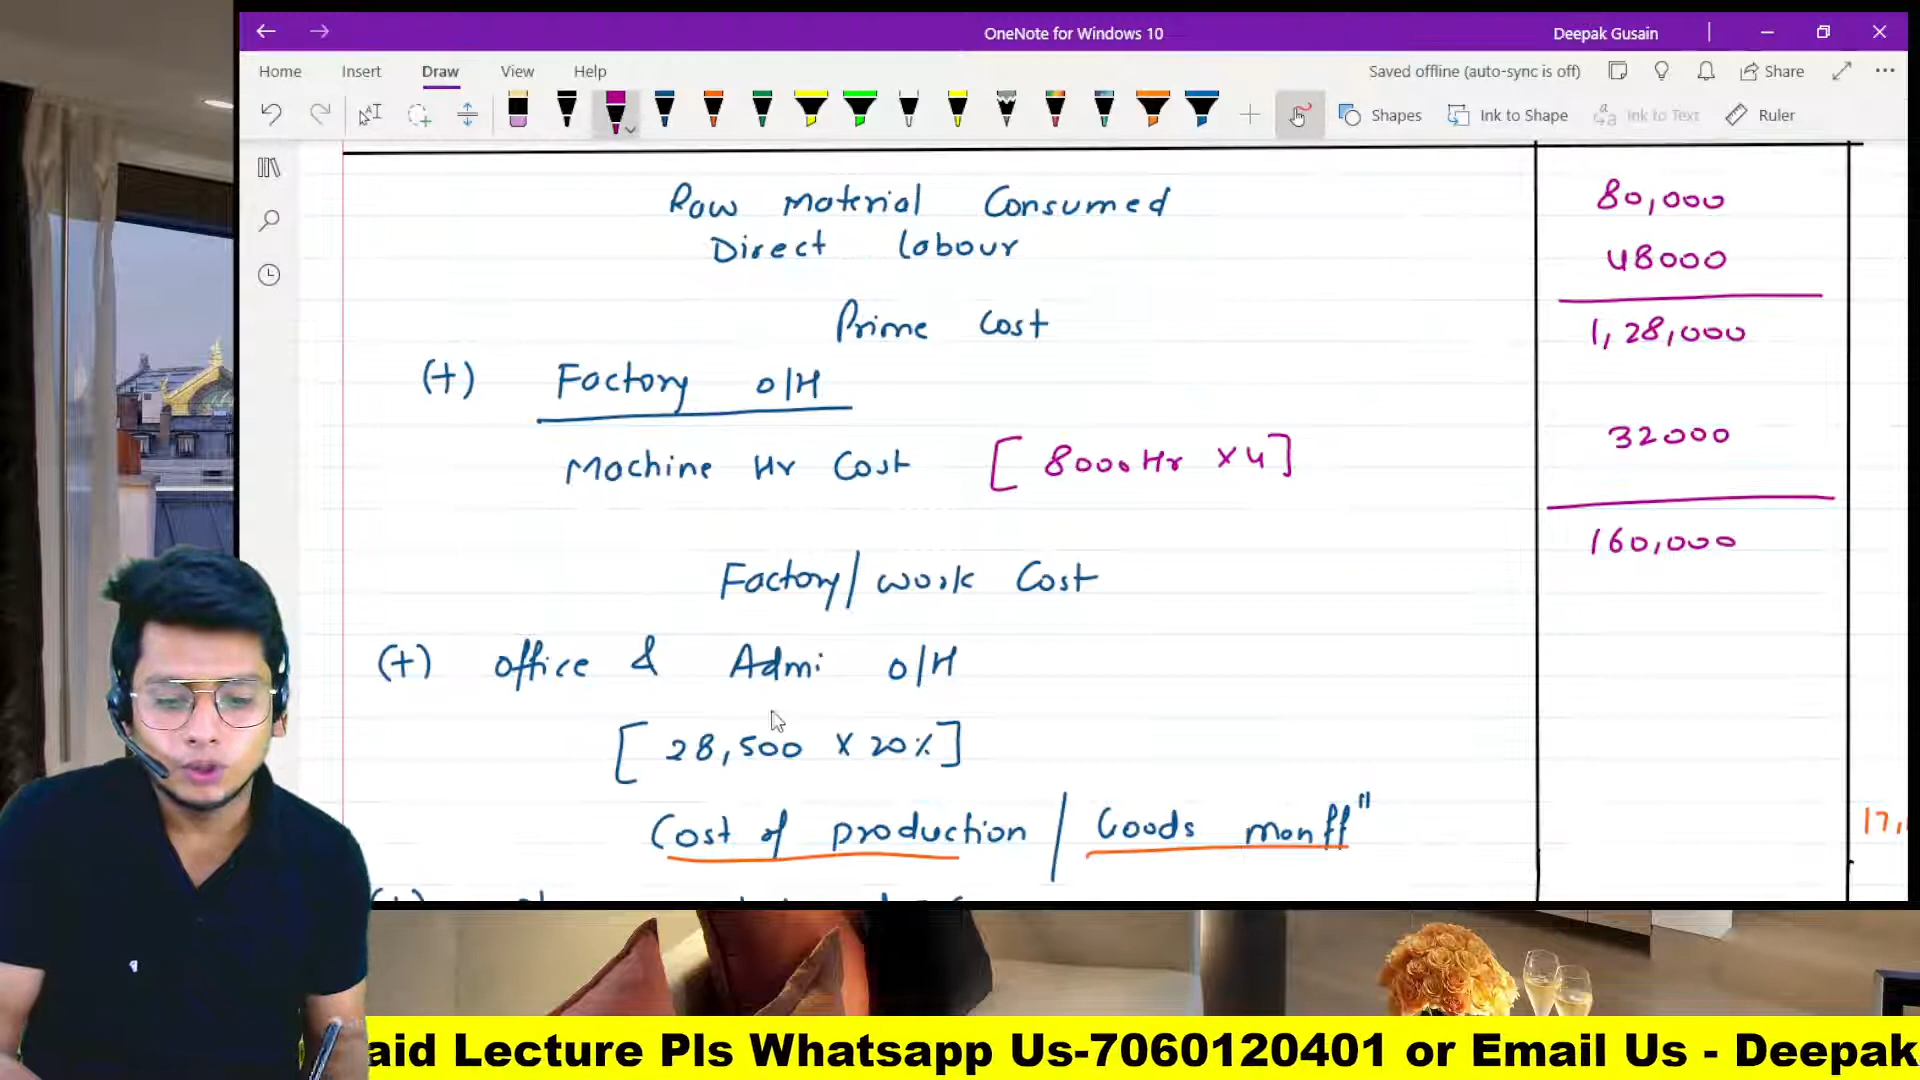 OneNote for Windows 10
Deepak Gusain
Home Insert Draw View Help
Saved offline (auto-sync is off)
Share
Shapes
Ink to Shape
Ink to Text
Ruler
Raw Material Consumed 80,000
Direct labour 48000
Prime Cost 1,28,000
(+) Factory O/H
Machine Hr Cost [8000Hr x4] 32000
Factory/work Cost 160,000
(+) office & Admi O/H
[28,500 x 20%]
Cost of production / Goods manff"
17,
aid Lecture Pls Whatsapp Us-7060120401 or Email Us - Deepak